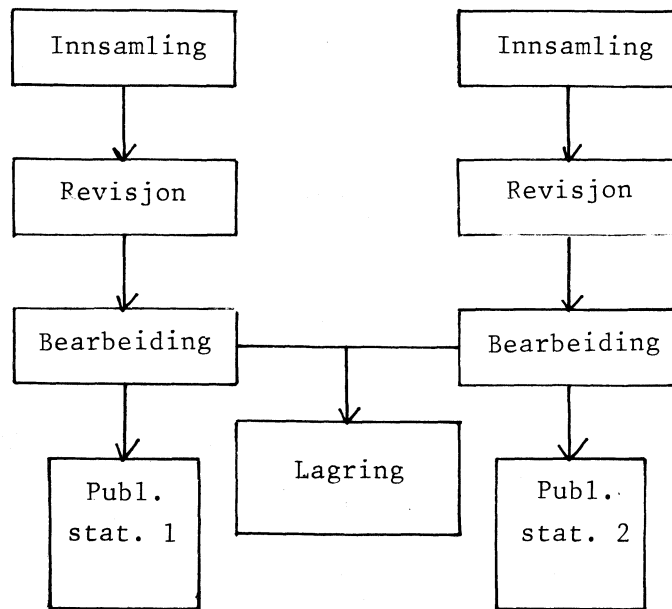 Innsamling
Innsamling
Revisjon
Revisjon
Bearbeiding
Bearbeiding
Lagring
Publ.
stat. 1
Publ.
stat. 2